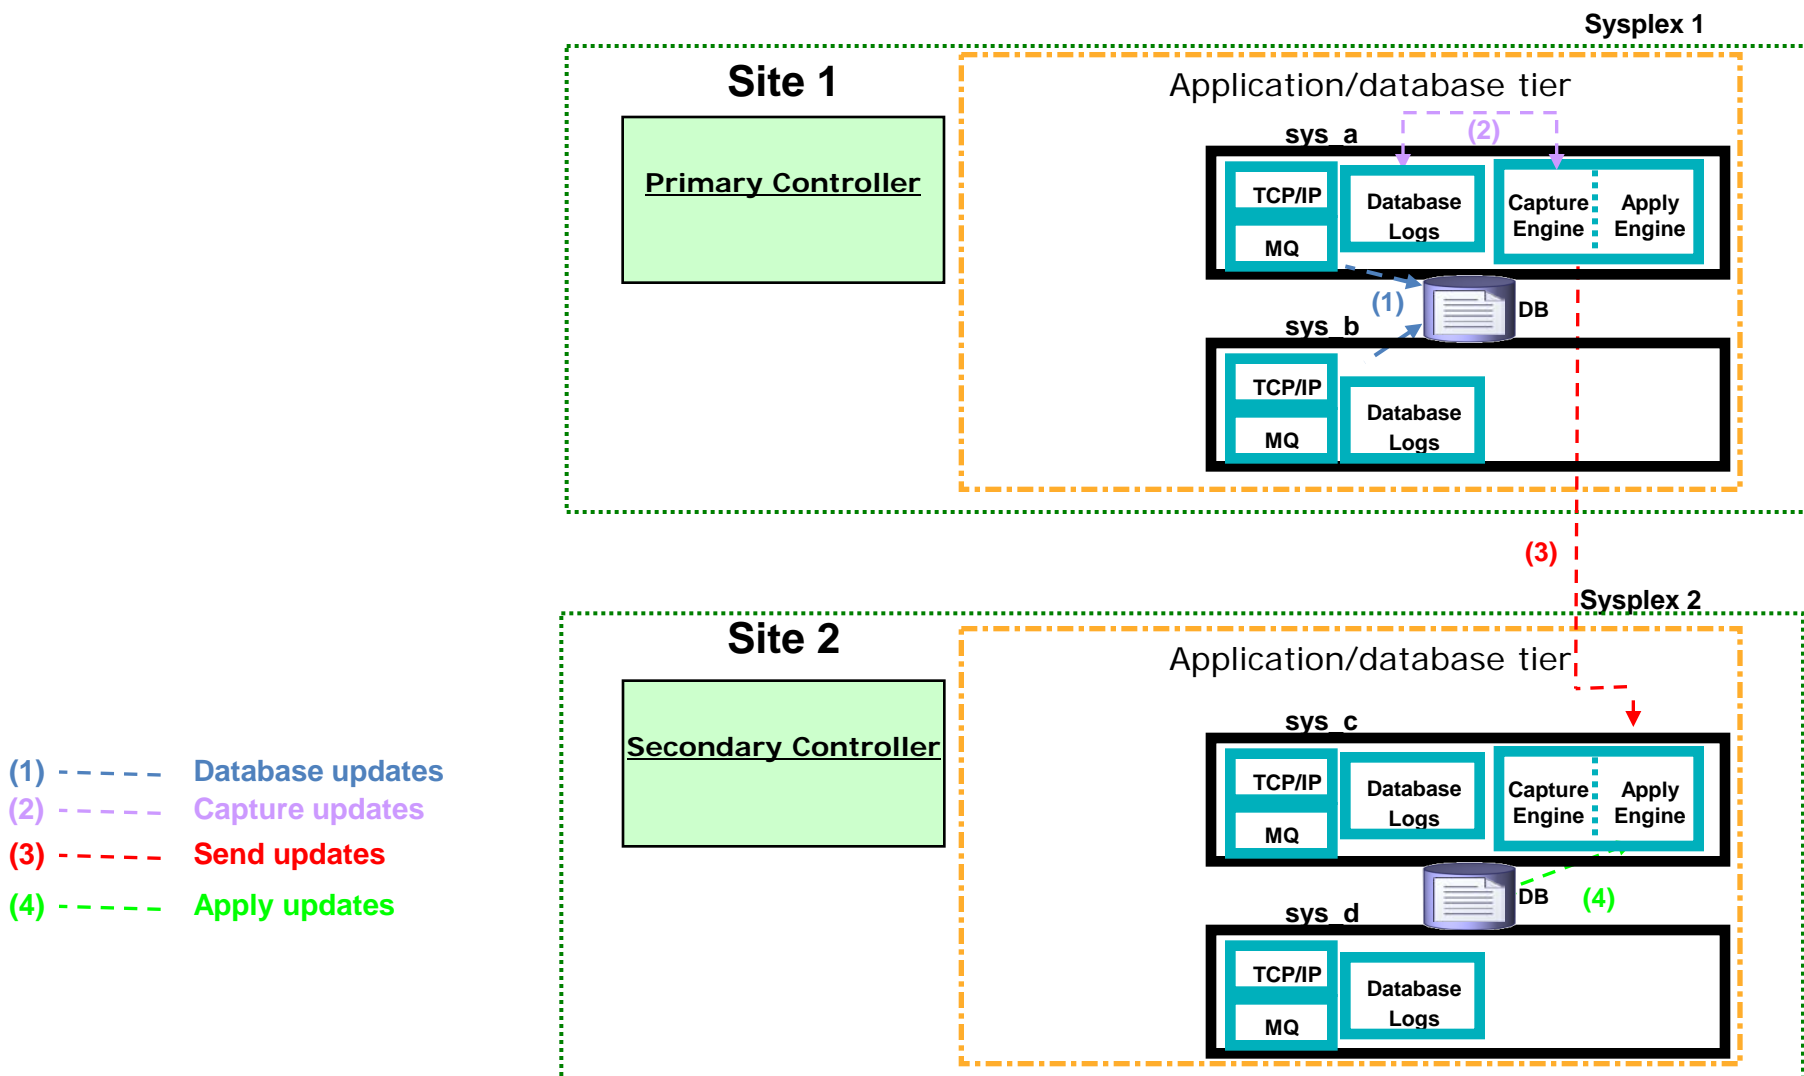 Sysplex 1
Site 1
Application/database tier
Primary Controller
sys_a
(2)
TCP/IP
MQ
Database
Logs
Capture
Engine
Apply
Engine
(1)
DB
sys_b
TCP/IP
MQ
Database
Logs
(3)
Sysplex 2
Site 2
Application/database tier
Secondary Controller
sys_c
TCP/IP
MQ
Database
Logs
Capture
Engine
Apply
Engine
DB
(4)
sys_d
TCP/IP
MQ
Database
Logs
(1) Database updates
(2) Capture updates
(3) Send updates
(4) Apply updates